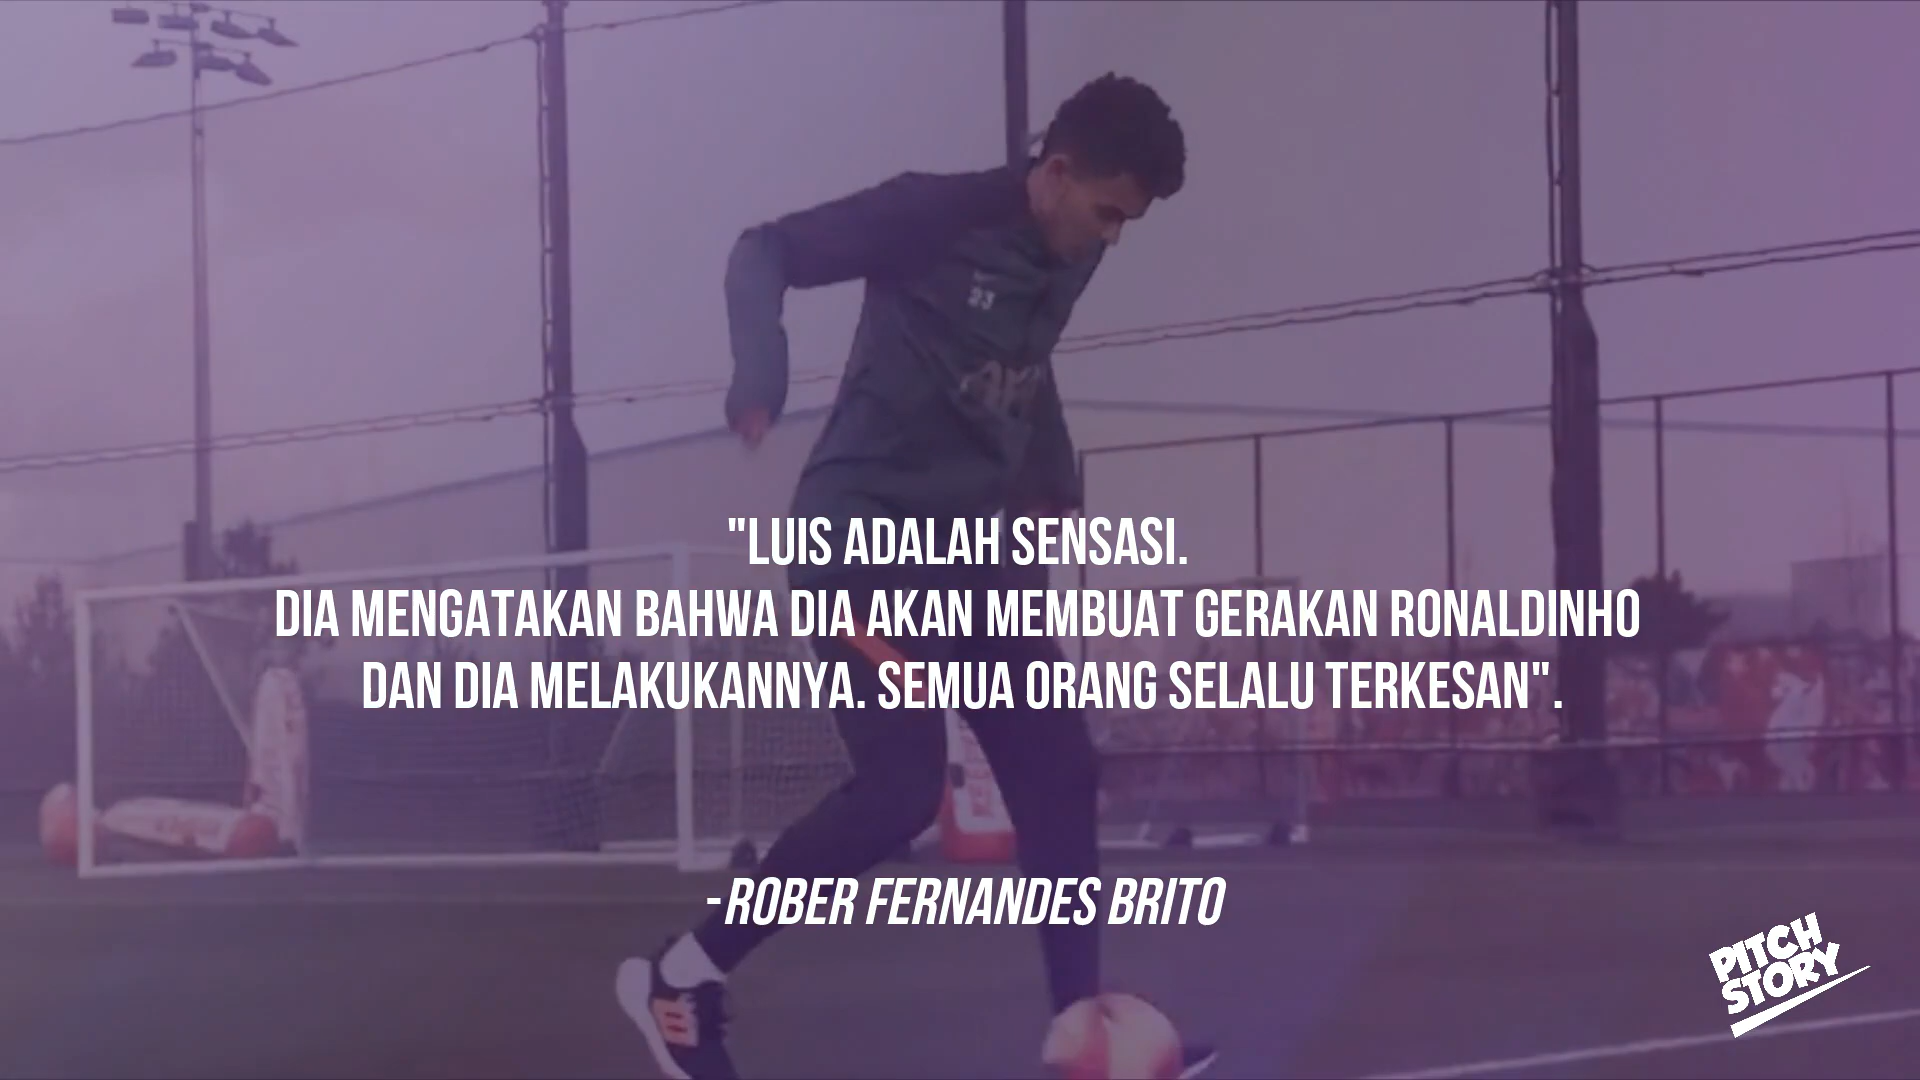 23
"LUIS ADALAH SENSASI.
DIA MENGATAKAN BAHWA DIA AKAN MEMBUAT GERAKAN RONALDINHO
DAN DIA MELAKUKANNYA. SEMUA ORANG SELALU TERKESAN".
-ROBER FERNANDES BRITO
PITCH
STORY